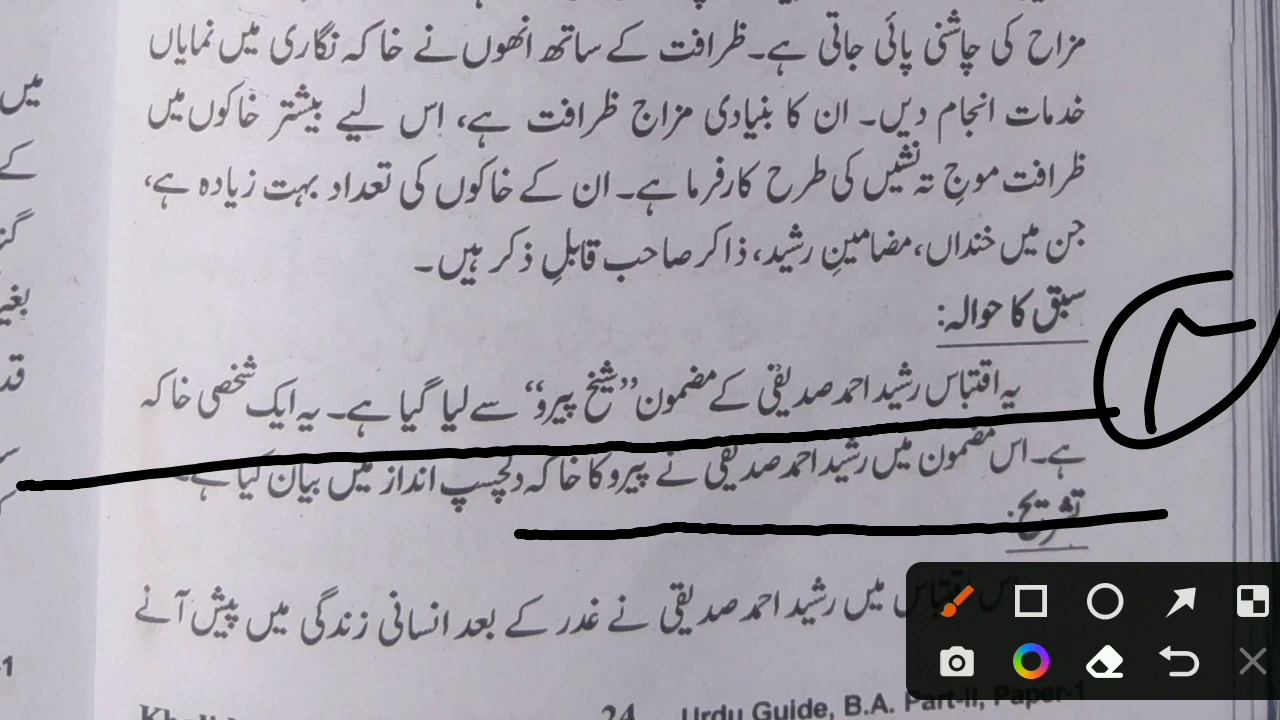 مزاح کی چاشنی پائی جاتی ہے۔ ظرافت کے ساتھ انھوں نے خاکہ نگاری میں نمایاں
خدمات انجام دیں۔ ان کا بنیادی مزاج ظرافت ہے، اس لیے بیشتر خاکوں میں
ظرافت موجِ تہ نشیں کی طرح کارفرما ہے۔ ان کے خاکوں کی تعداد بہت زیادہ ہے،
جن میں خنداں، مضامینِ رشید، ذاکر صاحب قابلِ ذکر ہیں۔
سبق کا حوالہ:
یہ اقتباس رشید احمد صدیقی کے مضمون ”شیخ پیرو“ سے لیا گیا ہے۔ یہ ایک شخصی خاکہ
ہے۔ اس مضمون میں رشید احمد صدیقی نے پیرو کا خاکہ دلچسپ انداز میں بیان کیا ہے۔
تشریح:
اس اقتباس میں رشید احمد صدیقی نے غدر کے بعد انسانی زندگی میں پیش آنے
24 Urdu Guide, B.A. Part-II, Paper-1
میں
کے
بغیر
-1